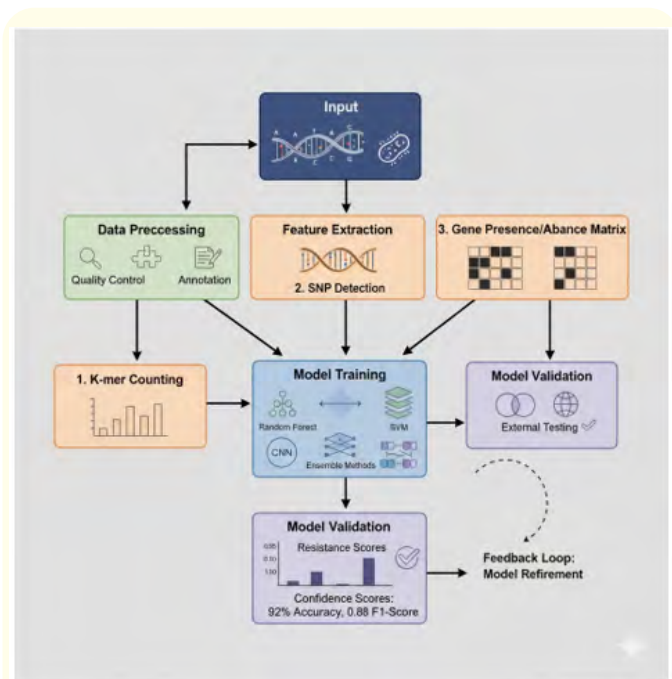 Input
Data Preccessing
Quality Control
Annotation
Feature Extraction
2. SNP Detection
3. Gene Presence/Abance Matrix
1. K-mer Counting
Model Training
Random Forest
SVM
CNN
Ensemble Methods
Model Validation
External Testing
Model Validation
Resistance Scores
Confidence Scores:
92% Accuracy, 0.88 F1-Score
Feedback Loop:
Model Refinement